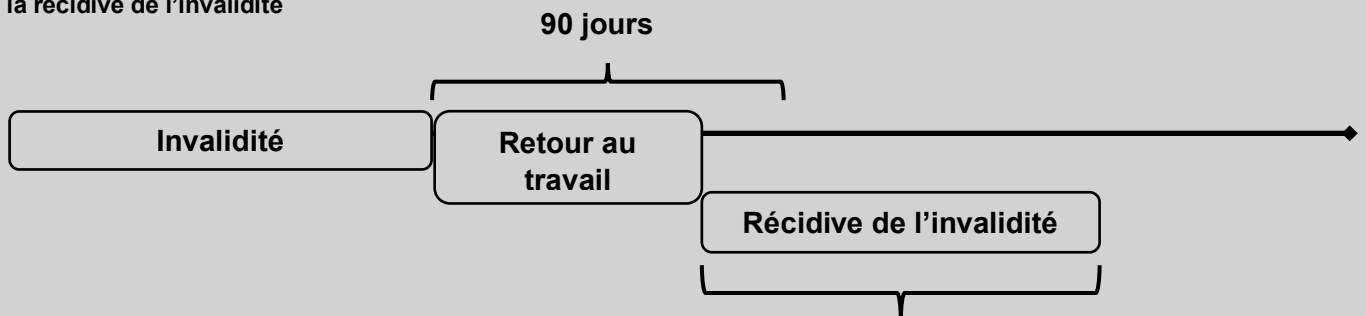 la récidive de l’invalidité
90 jours
Invalidité
Retour au
travail
Récidive de l’invalidité